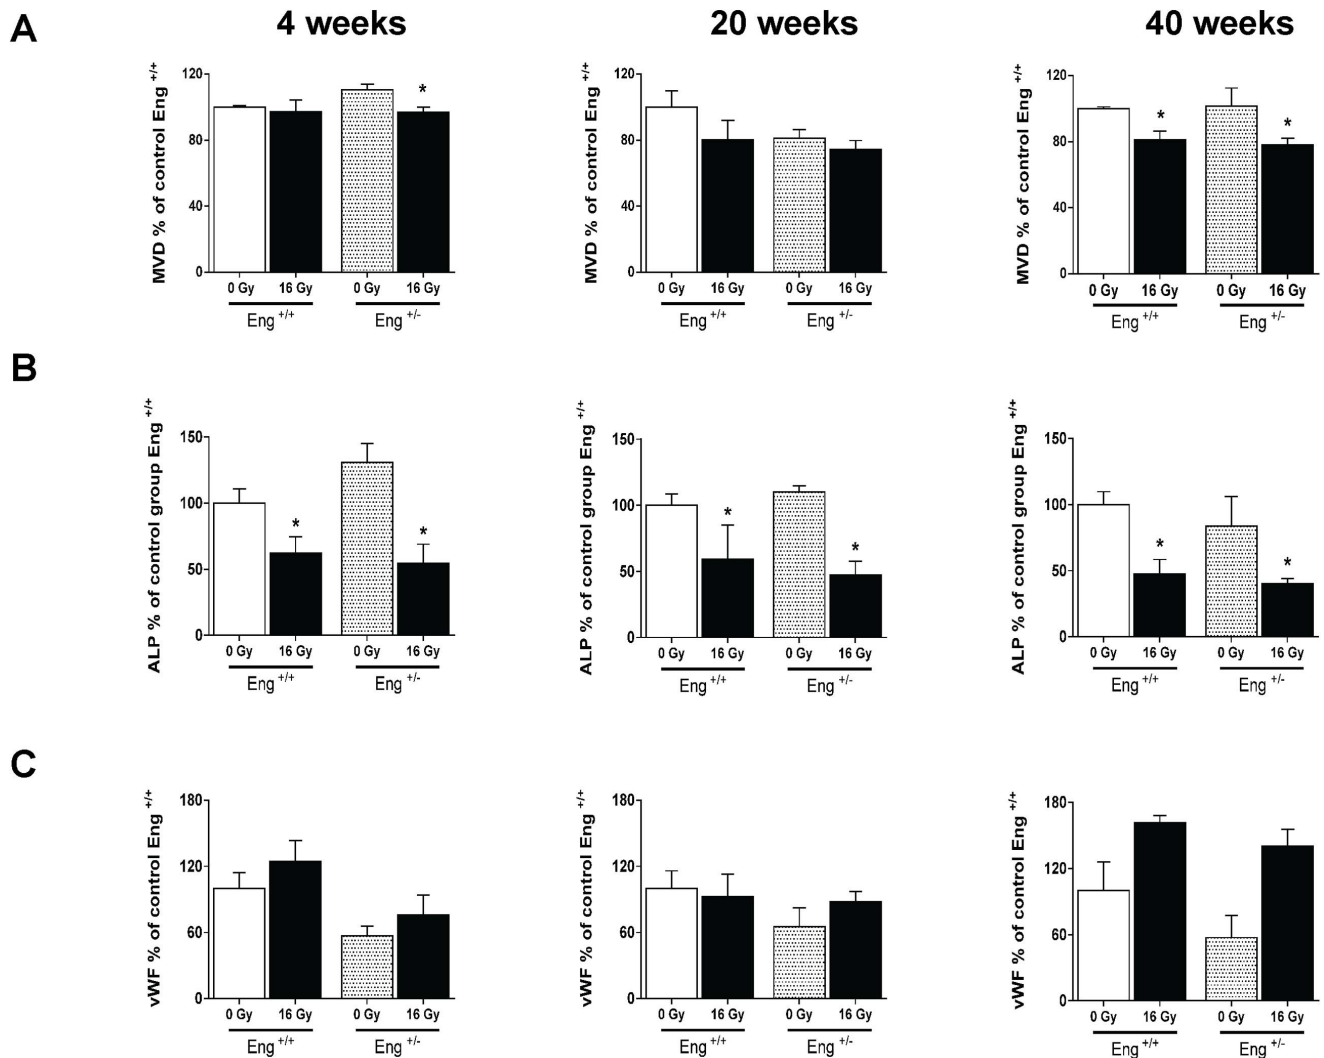 A
4 weeks
20 weeks
40 weeks
MVD % of control Eng +/+
120
80
40
0
0 Gy 16 Gy 0 Gy 16 Gy
Eng +/+ Eng +/-
MVD % of control Eng +/+
120
80
40
0
0 Gy 16 Gy 0 Gy 16 Gy
Eng +/+ Eng +/-
MVD % of control Eng +/+
120
80
40
0
0 Gy 16 Gy 0 Gy 16 Gy
Eng +/+ Eng +/-
*
*
*
B
ALP % of control group Eng +/+
150
100
50
0
0 Gy 16 Gy 0 Gy 16 Gy
Eng +/+ Eng +/-
*
*
ALP % of control group Eng +/+
150
100
50
0
0 Gy 16 Gy 0 Gy 16 Gy
Eng +/+ Eng +/-
*
*
ALP % of control group Eng +/+
150
100
50
0
0 Gy 16 Gy 0 Gy 16 Gy
Eng +/+ Eng +/-
*
*
C
vWF % of control Eng +/+
180
120
60
0
0 Gy 16 Gy 0 Gy 16 Gy
Eng +/+ Eng +/-
vWF % of control Eng +/+
180
120
60
0
0 Gy 16 Gy 0 Gy 16 Gy
Eng +/+ Eng +/-
vWF % of control Eng +/+
180
120
60
0
0 Gy 16 Gy 0 Gy 16 Gy
Eng +/+ Eng +/-